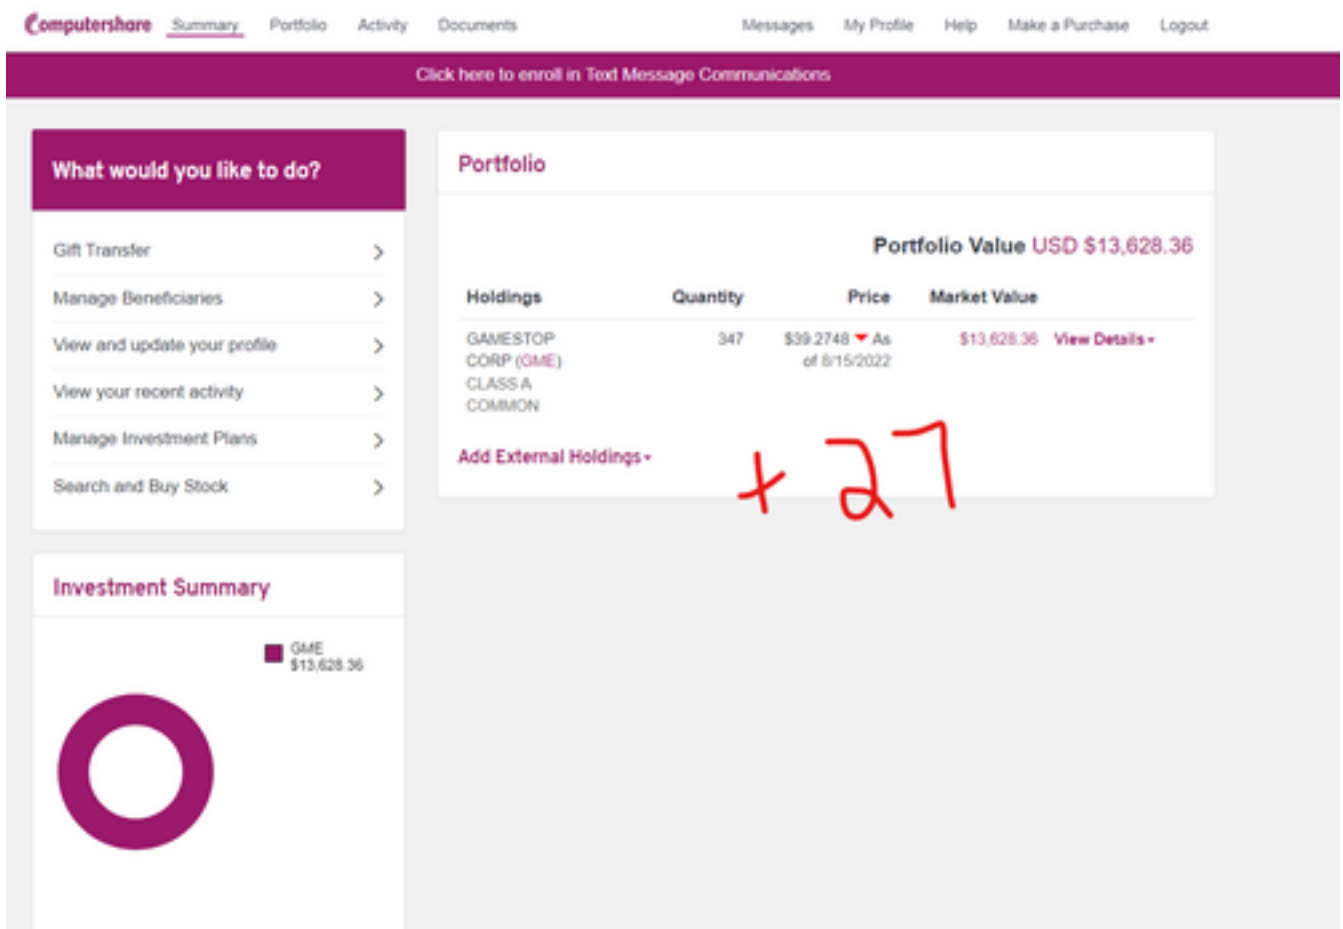 Computershare Summary Portfolio Activity Documents Messages My Profile Help Make a Purchase Logout
Click here to enroll in Text Message Communications
What would you like to do?
Gift Transfer
Manage Beneficiaries
View and update your profile
View your recent activity
Manage Investment Plans
Search and Buy Stock
Portfolio
Portfolio Value USD $13,628.36
Holdings Quantity Price Market Value
GAMESTOP 347 $39.2748 As $13,628.36 View Details
CORP (GME) of 8/15/2022
CLASS A
COMMON
Add External Holdings
+ 27
Investment Summary
GME
$13,628.36